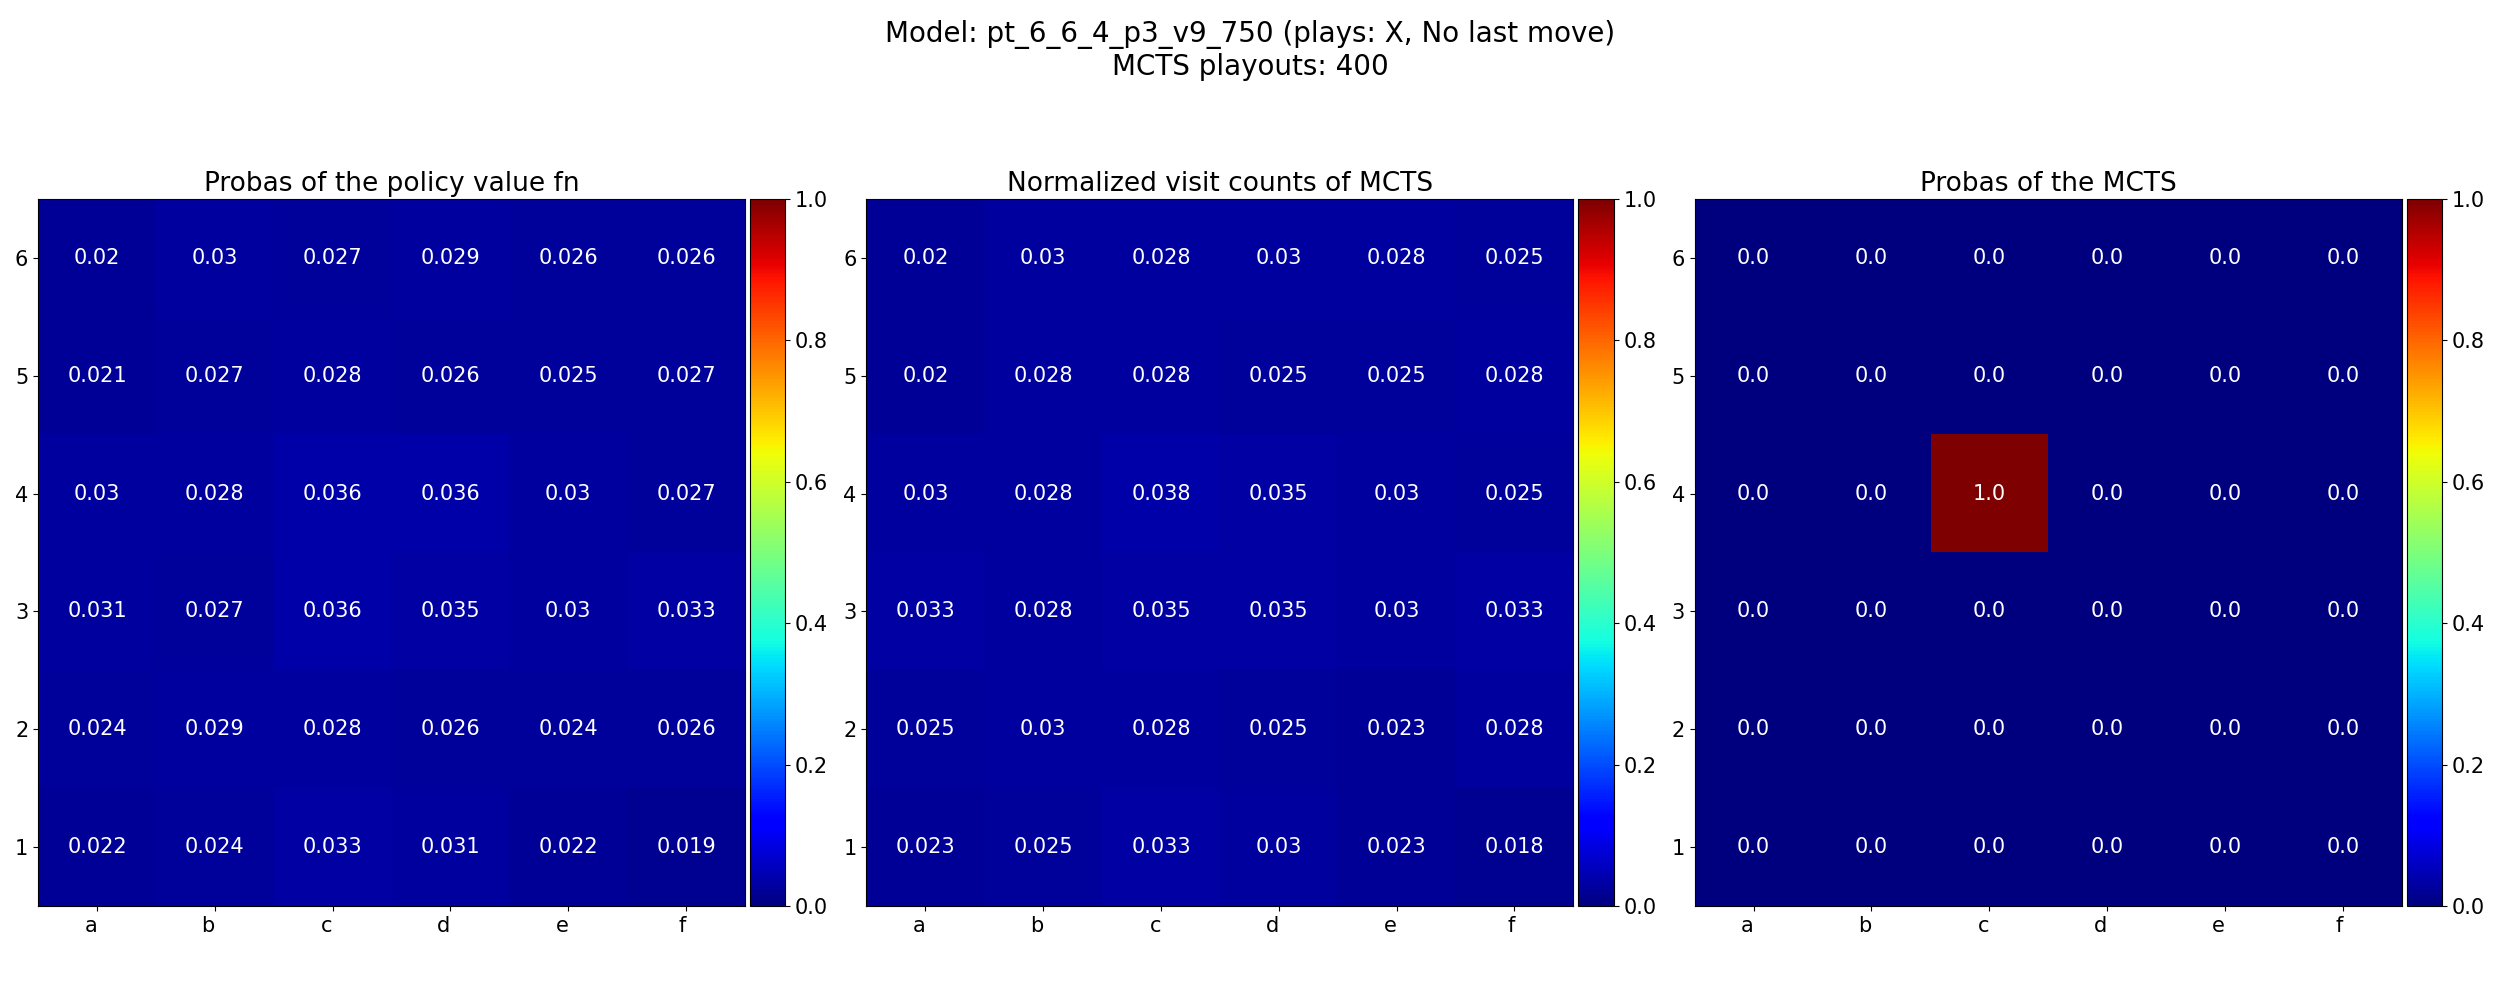 Model: pt_6_6_4_p3_v9_750 (plays: X, No last move)
MCTS playouts: 400
Probas of the policy value fn
1.0
6 0.02 0.03 0.027 0.029 0.026 0.026
0.8
5 0.021 0.027 0.028 0.026 0.025 0.027
4 0.03 0.028 0.036 0.036 0.03 0.027
0.6
3 0.031 0.027 0.036 0.035 0.03 0.033
0.4
2 0.024 0.029 0.028 0.026 0.024 0.026
0.2
1 0.022 0.024 0.033 0.031 0.022 0.019
0.0
a b c d e f
Normalized visit counts of MCTS
1.0
6 0.02 0.03 0.028 0.03 0.028 0.025
0.8
5 0.02 0.028 0.028 0.025 0.025 0.028
4 0.03 0.028 0.038 0.035 0.03 0.025
0.6
3 0.033 0.028 0.035 0.035 0.03 0.033
0.4
2 0.025 0.03 0.028 0.025 0.023 0.028
0.2
1 0.023 0.025 0.033 0.03 0.023 0.018
0.0
a b c d e f
Probas of the MCTS
1.0
6 0.0 0.0 0.0 0.0 0.0 0.0
0.8
5 0.0 0.0 0.0 0.0 0.0 0.0
4 0.0 0.0 1.0 0.0 0.0 0.0
0.6
3 0.0 0.0 0.0 0.0 0.0 0.0
0.4
2 0.0 0.0 0.0 0.0 0.0 0.0
0.2
1 0.0 0.0 0.0 0.0 0.0 0.0
0.0
a b c d e f